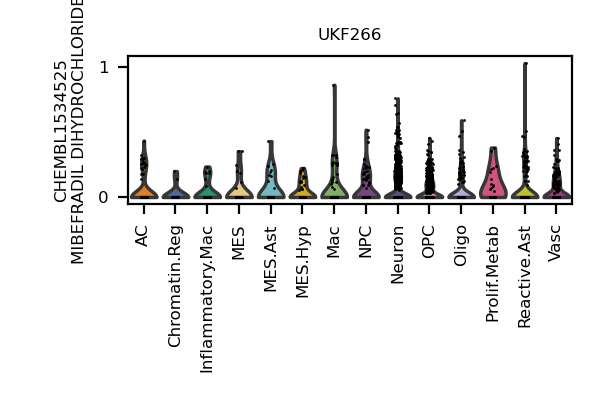 UKF266
CHEMBL1534525
MIBEFRADIL DIHYDROCHLORIDE
1
0
AC
Chromatin.Reg
Inflammatory.Mac
MES
MES.Ast
MES.Hyp
Mac
NPC
Neuron
OPC
Oligo
Prolif.Metab
Reactive.Ast
Vasc